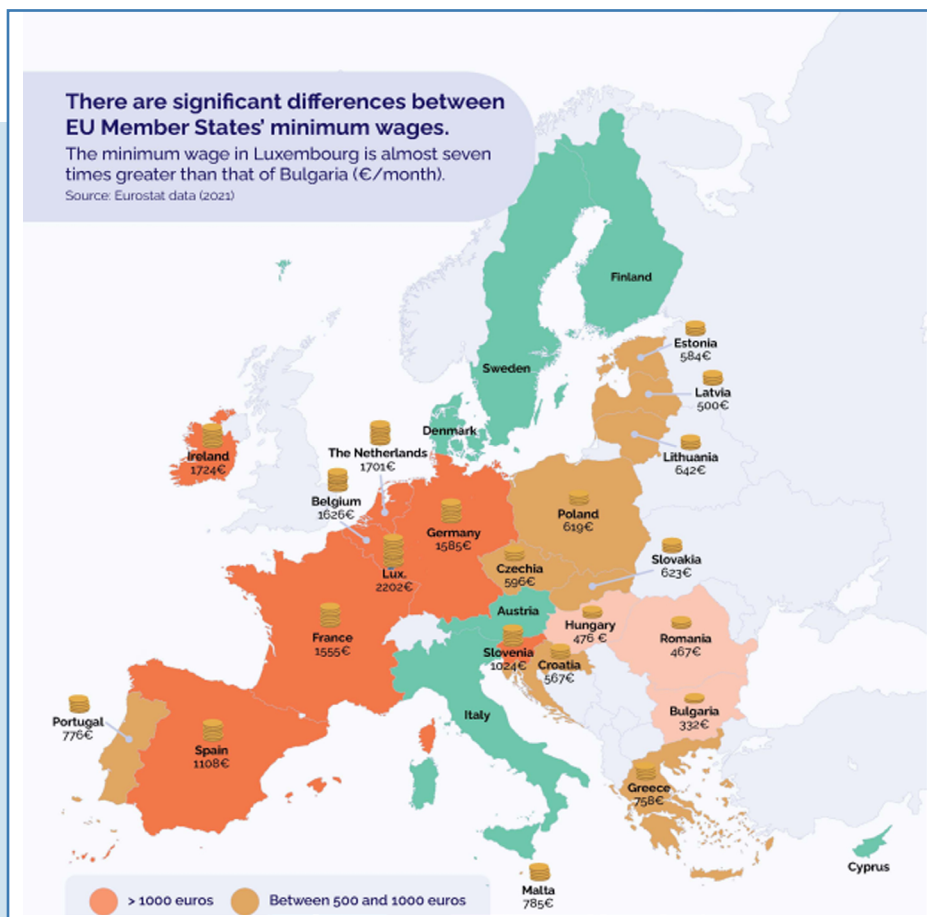 There are significant differences between
EU Member States' minimum wages.
The minimum wage in Luxembourg is almost seven
times greater than that of Bulgaria (€/month).
Source: Eurostat data (2021)
Finland
Estonia
584€
Sweden
Latvia
500€
Denmark
Lithuania
642€
Ireland
1724€
The Netherlands
1701€
Belgium
1626€
Germany
1585€
Poland
619€
Lux.
2202€
Czechia
596€
Slovakia
623€
Austria
France
1555€
Slovenia
1024€
Hungary
476 €
Croatia
567€
Romania
467€
Italy
Bulgaria
332€
Portugal
776€
Spain
1108€
Greece
758€
Malta
785€
Cyprus
> 1000 euros
Between 500 and 1000 euros